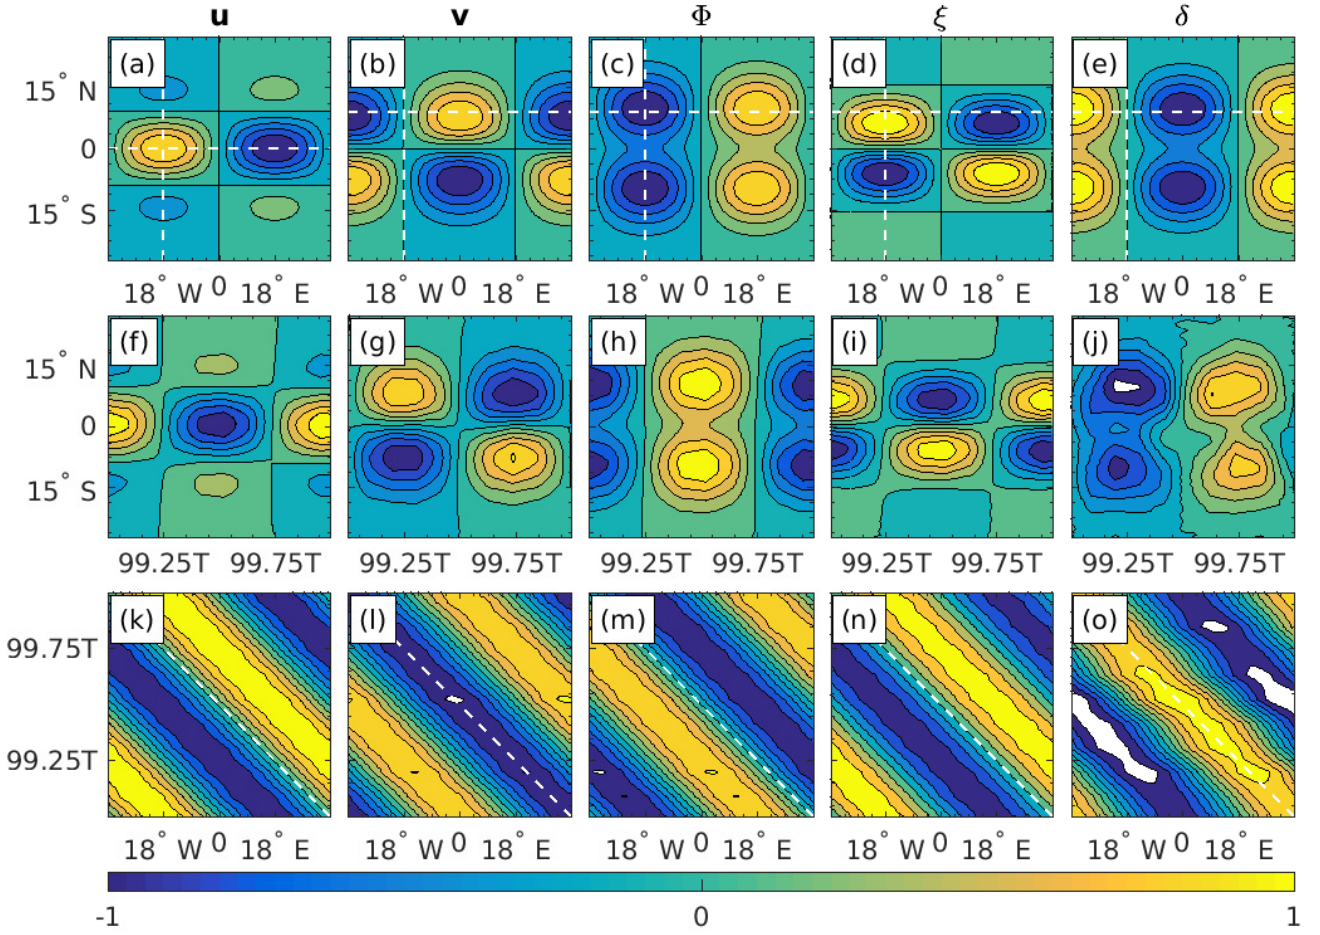 u v Φ ξ δ
(a) (b) (c) (d) (e)
15° N
0
15° S
18° W 0 18° E 18° W 0 18° E 18° W 0 18° E 18° W 0 18° E 18° W 0 18° E
(f) (g) (h) (i) (j)
15° N
0
15° S
99.25T 99.75T 99.25T 99.75T 99.25T 99.75T 99.25T 99.75T 99.25T 99.75T
(k) (l) (m) (n) (o)
99.75T
99.25T
18° W 0 18° E 18° W 0 18° E 18° W 0 18° E 18° W 0 18° E 18° W 0 18° E
-1 0 1